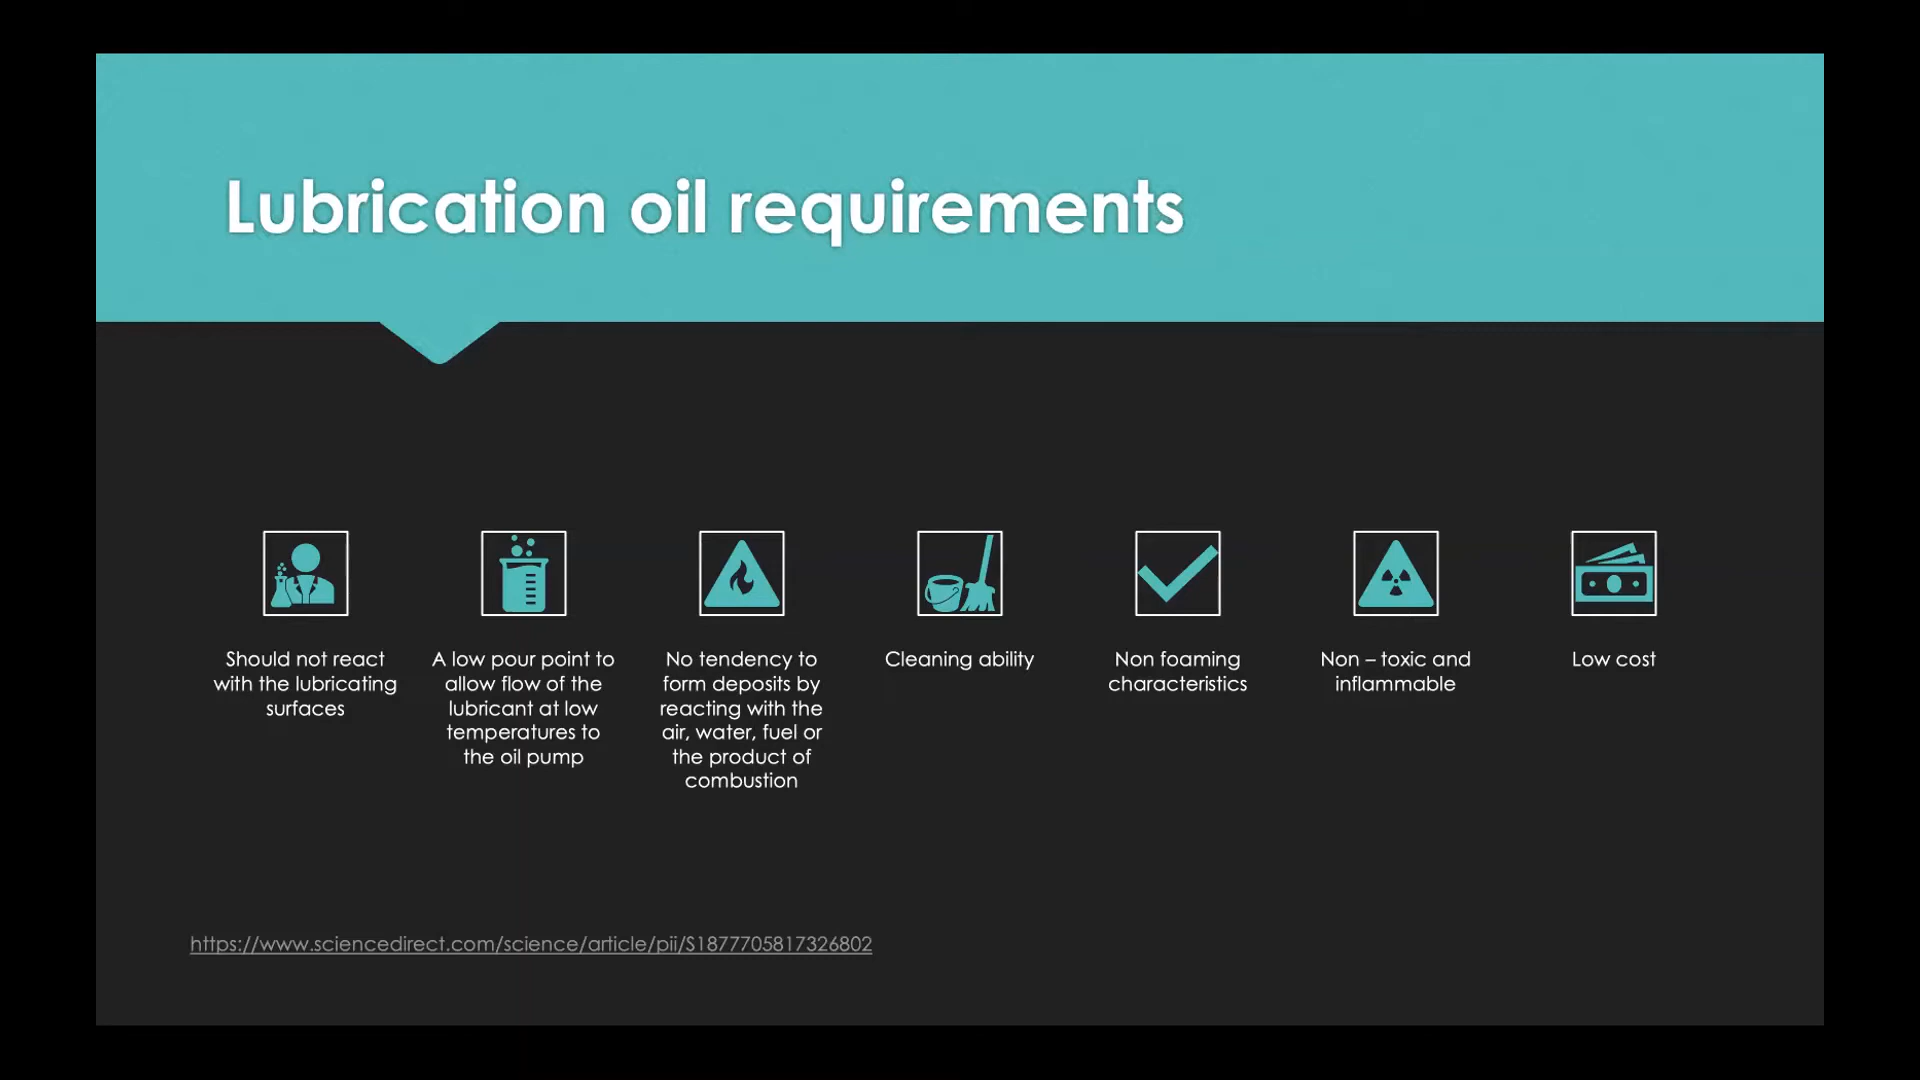 Lubrication oil requirements
Should not react
with the lubricating
surfaces
A low pour point to
allow flow of the
lubricant at low
temperatures to
the oil pump
No tendency to
form deposits by
reacting with the
air, water, fuel or
the product of
combustion
Cleaning ability
Non foaming
characteristics
Non – toxic and
inflammable
Low cost
https://www.sciencedirect.com/science/article/pii/S1877705817326802